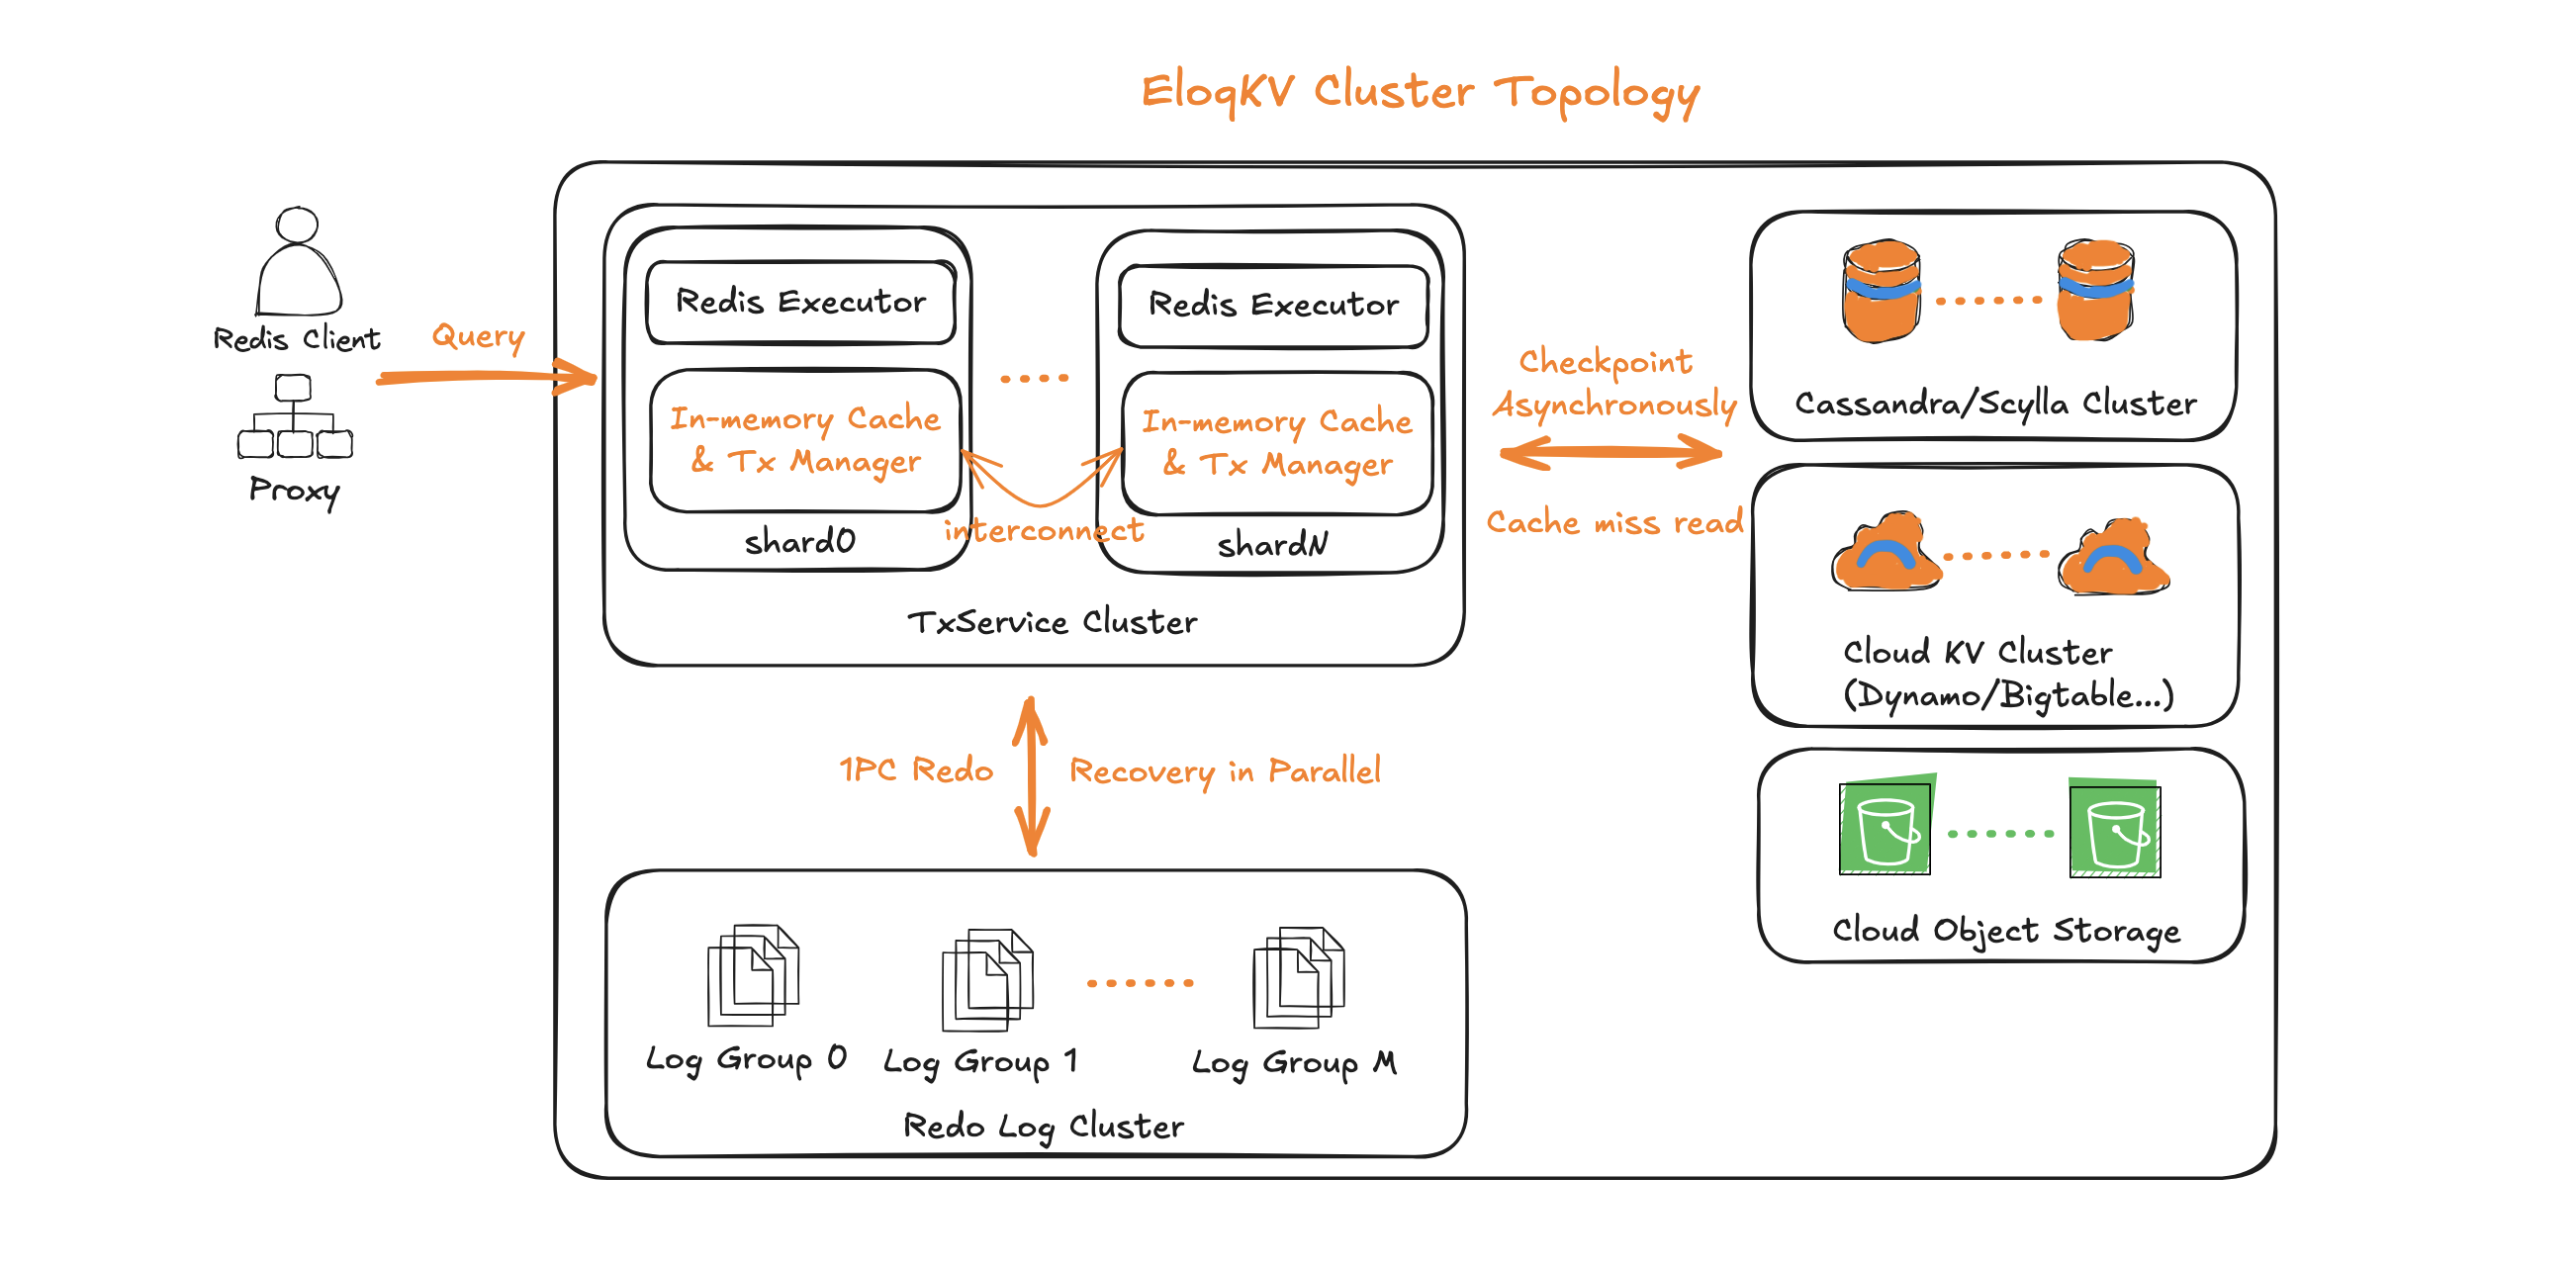 EloqKV Cluster Topology
Redis Client
Proxy
Query
Redis Executor
In-memory Cache
& Tx Manager
shard0
interconnect
Redis Executor
In-memory Cache
& Tx Manager
shardN
TxService Cluster
Checkpoint
Asynchronously
Cache miss read
Cassandra/Scylla Cluster
Cloud KV Cluster
(Dynamo/Bigtable...)
Cloud Object Storage
1PC Redo
Recovery in Parallel
Log Group 0
Log Group 1
Log Group M
Redo Log Cluster